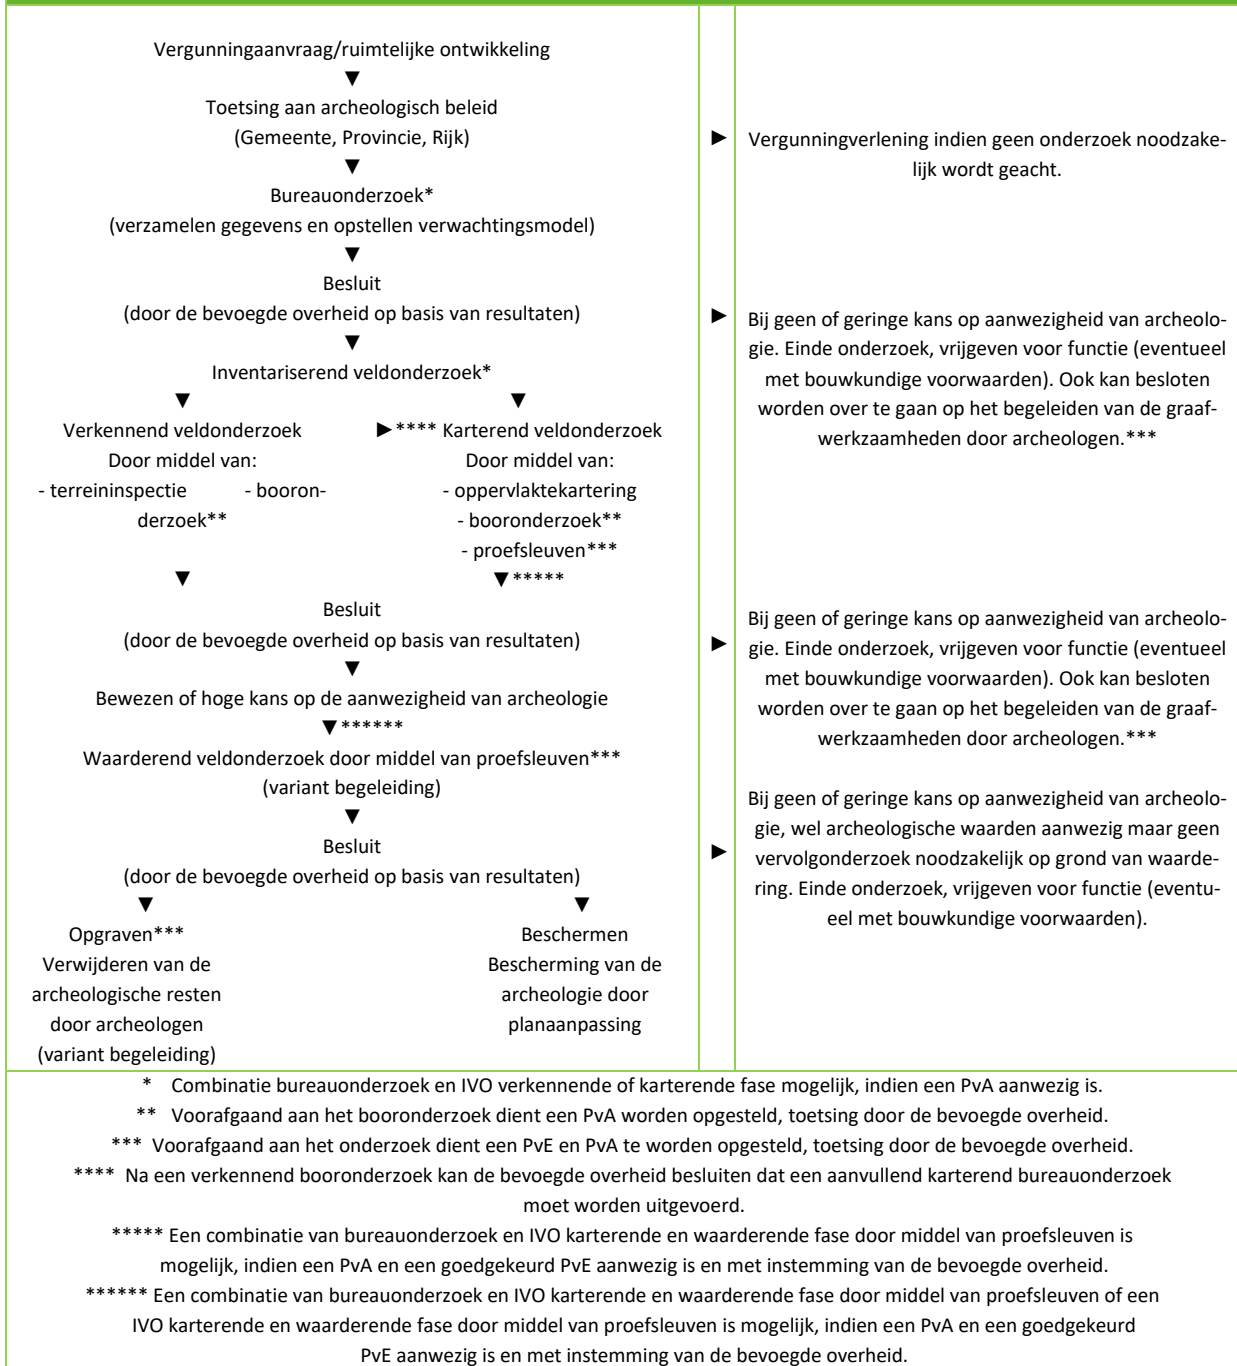 Vergunningaanvraag/ruimtelijke ontwikkeling
▼
Toetsing aan archeologisch beleid
(Gemeente, Provincie, Rijk)
▼
Bureauonderzoek*
(verzamelen gegevens en opstellen verwachtingsmodel)
▼
Besluit
(door de bevoegde overheid op basis van resultaten)
▼
Inventariserend veldonderzoek*
▼ ▼
Verkennend veldonderzoek ►**** Karterend veldonderzoek
Door middel van: Door middel van:
- terreininspectie - booron- - oppervlaktekartering
derzoek** - booronderzoek**
- proefsleuven***
▼ ▼*****
Besluit
(door de bevoegde overheid op basis van resultaten)
▼
Bewezen of hoge kans op de aanwezigheid van archeologie
▼******
Waarderend veldonderzoek door middel van proefsleuven***
(variant begeleiding)
▼
Besluit
(door de bevoegde overheid op basis van resultaten)
▼ ▼
Opgraven*** Beschermen
Verwijderen van de Bescherming van de
archeologische resten archeologie door
door archeologen planaanpassing
(variant begeleiding)
►
Vergunningverlening indien geen onderzoek noodzake-
lijk wordt geacht.
►
Bij geen of geringe kans op aanwezigheid van archeolo-
gie. Einde onderzoek, vrijgeven voor functie (eventueel
met bouwkundige voorwaarden). Ook kan besloten
worden over te gaan op het begeleiden van de graaf-
werkzaamheden door archeologen.***
►
Bij geen of geringe kans op aanwezigheid van archeolo-
gie. Einde onderzoek, vrijgeven voor functie (eventueel
met bouwkundige voorwaarden). Ook kan besloten
worden over te gaan op het begeleiden van de graaf-
werkzaamheden door archeologen.***
►
Bij geen of geringe kans op aanwezigheid van archeolo-
gie, wel archeologische waarden aanwezig maar geen
vervolgonderzoek noodzakelijk op grond van waarde-
ring. Einde onderzoek, vrijgeven voor functie (eventu-
eel met bouwkundige voorwaarden).
* Combinatie bureauonderzoek en IVO verkennende of karterende fase mogelijk, indien een PvA aanwezig is.
** Voorafgaand aan het booronderzoek dient een PvA worden opgesteld, toetsing door de bevoegde overheid.
*** Voorafgaand aan het onderzoek dient een PvE en PvA te worden opgesteld, toetsing door de bevoegde overheid.
**** Na een verkennend booronderzoek kan de bevoegde overheid besluiten dat een aanvullend karterend bureauonderzoek
moet worden uitgevoerd.
***** Een combinatie van bureauonderzoek en IVO karterende en waarderende fase door middel van proefsleuven is
mogelijk, indien een PvA en een goedgekeurd PvE aanwezig is en met instemming van de bevoegde overheid.
****** Een combinatie van bureauonderzoek en IVO karterende en waarderende fase door middel van proefsleuven of een
IVO karterende en waarderende fase door middel van proefsleuven is mogelijk, indien een PvA en een goedgekeurd
PvE aanwezig is en met instemming van de bevoegde overheid.